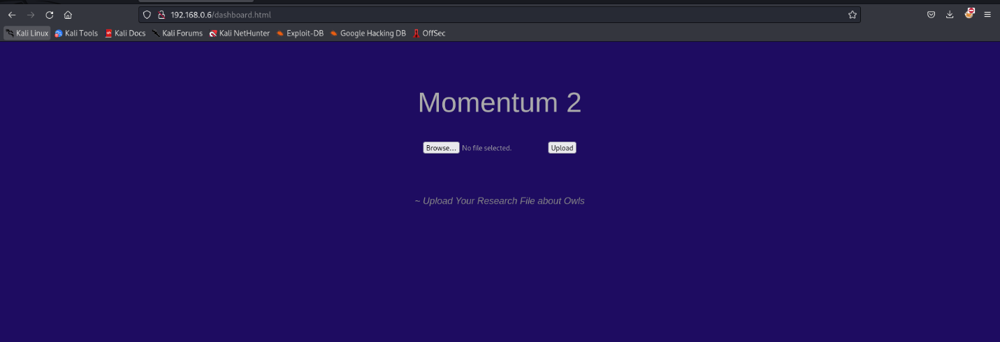 192.168.0.6/dashboard.html
Kali Linux Kali Tools Kali Docs Kali Forums Kali NetHunter Exploit-DB Google Hacking DB OffSec
Momentum 2
Browse... No file selected. Upload
~ Upload Your Research File about Owls